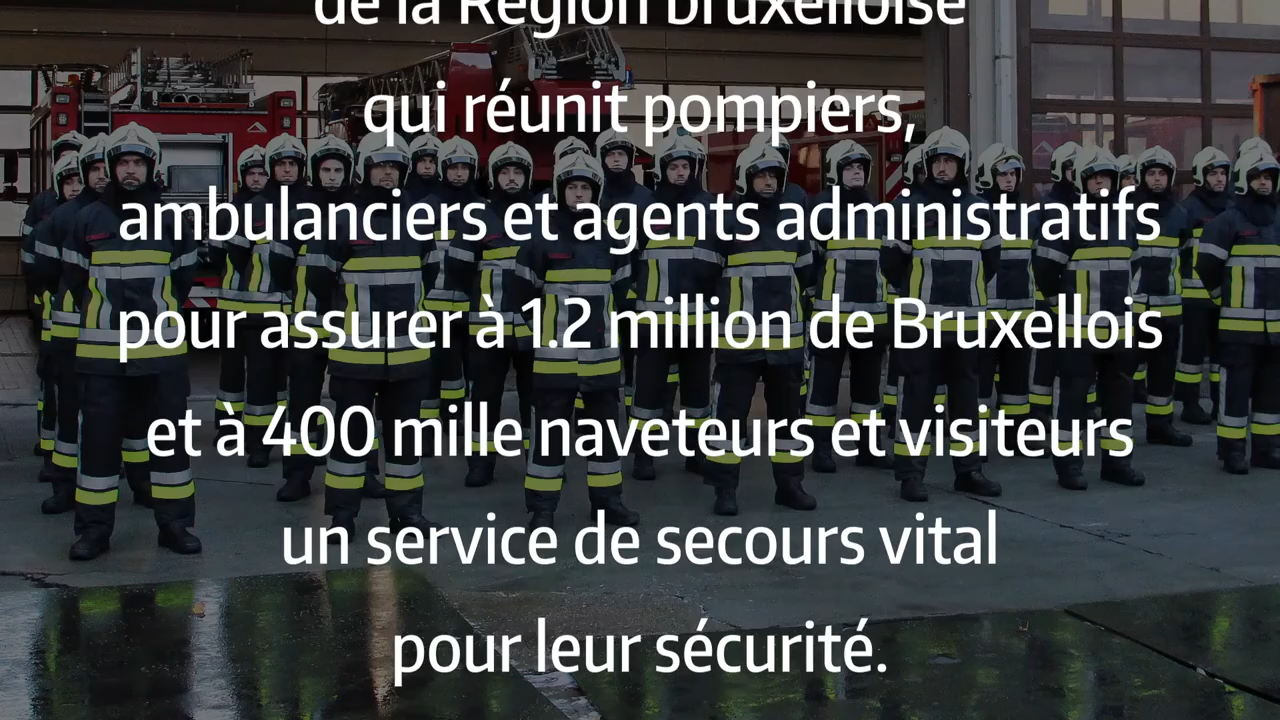 de la Région bruxelloise
qui réunit pompiers,
ambulanciers et agents administratifs
pour assurer à 1.2 million de Bruxellois
et à 400 mille naveteurs et visiteurs
un service de secours vital
pour leur sécurité.